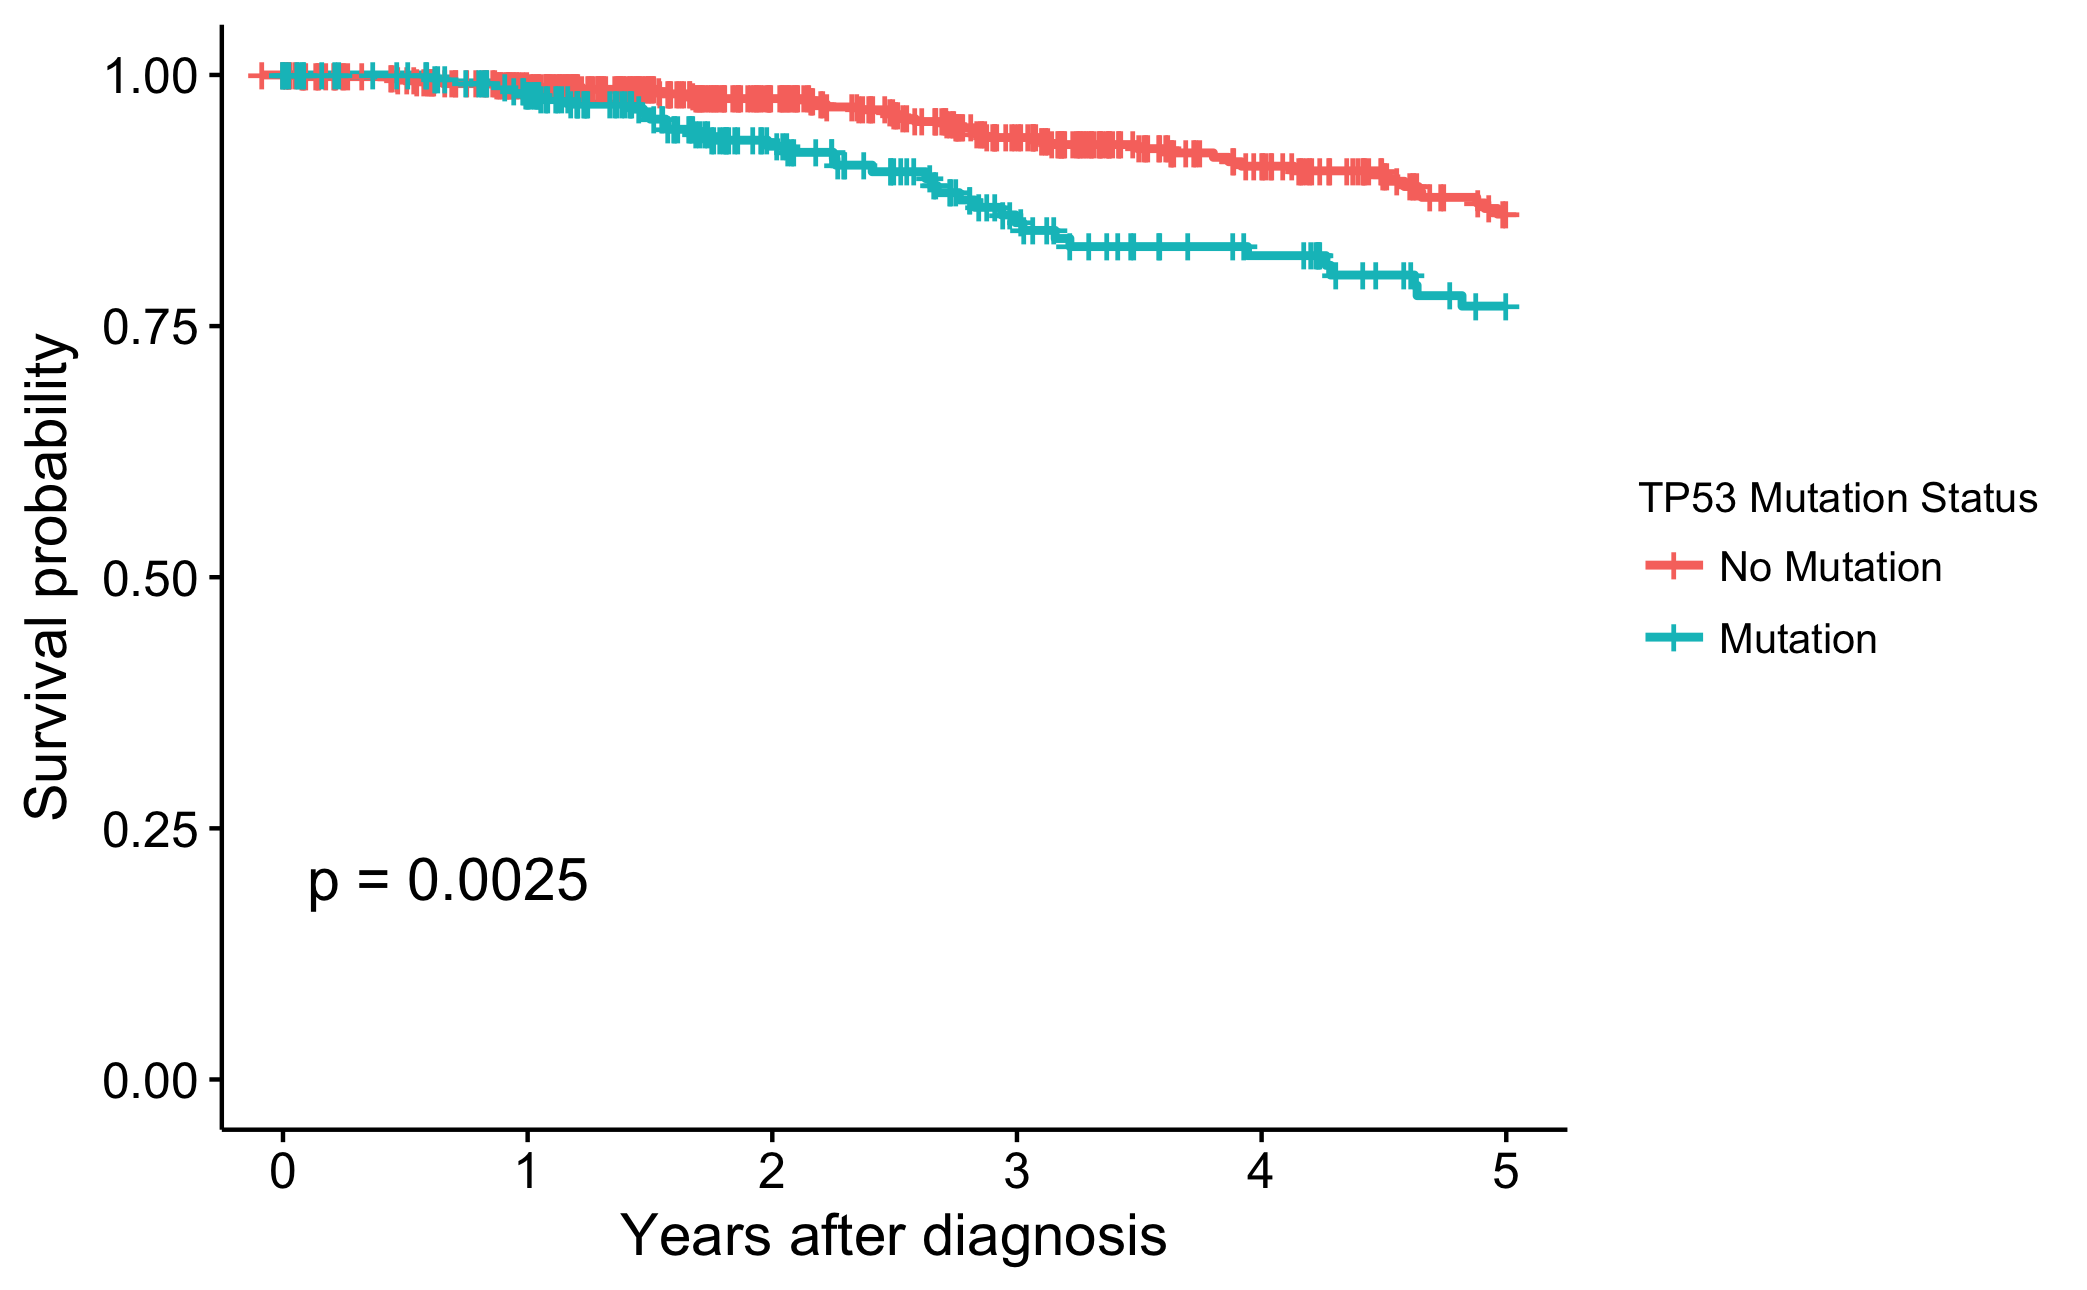 1.00
0.75
0.50
0.25
0.00
Survival probability
p = 0.0025
0 1 2 3 4 5
Years after diagnosis
TP53 Mutation Status
No Mutation
Mutation